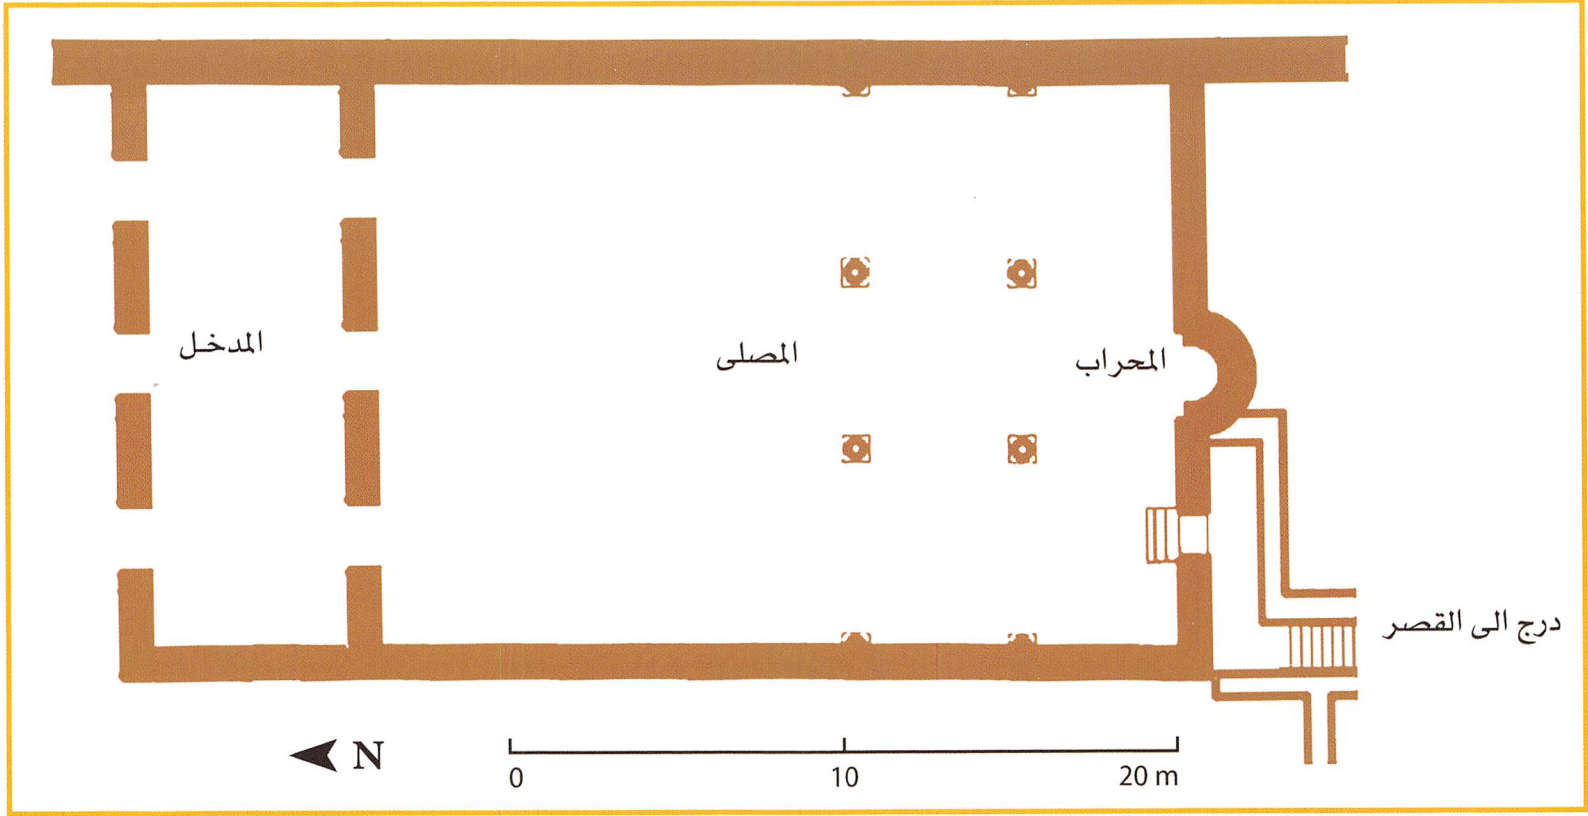 المدخل
المصلى
المحراب
درج الى القصر
N
0 10 20 m